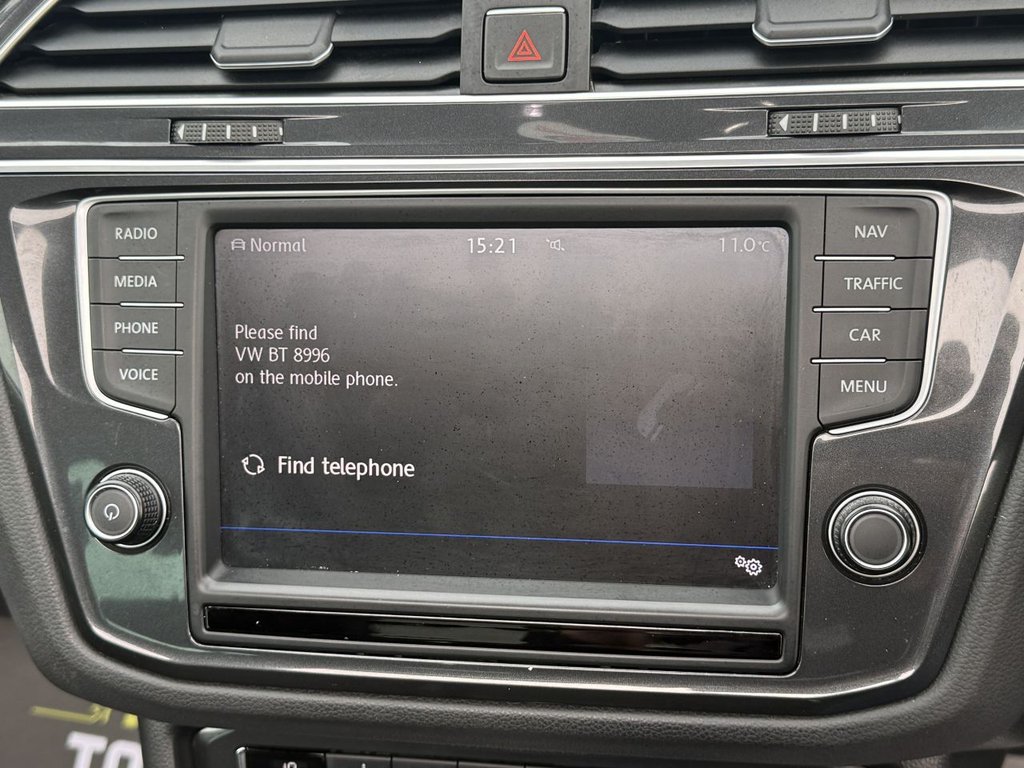 RADIO
MEDIA
PHONE
VOICE
Normal 15:21 11.0°C
Please find
VW BT 8996
on the mobile phone.
Find telephone
NAV
TRAFFIC
CAR
MENU